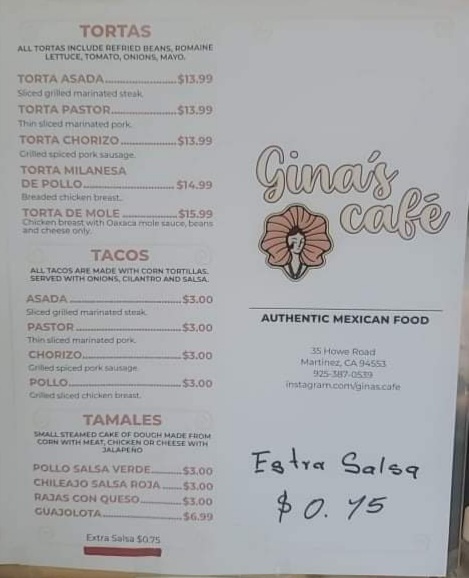 TORTAS
ALL TORTAS INCLUDE REFRIED BEANS, ROMAINE
LETTUCE, TOMATO, ONIONS, MAYO.
TORTA ASADA $13.99
Sliced grilled marinated steak.
TORTA PASTOR $13.99
Thin sliced marinated pork.
TORTA CHORIZO $13.99
Grilled spiced pork sausage.
TORTA MILANESA
DE POLLO $14.99
Breaded chicken breast.
TORTA DE MOLE $15.99
Chicken breast with Oaxaca mole sauce, beans
and cheese only.
TACOS
ALL TACOS ARE MADE WITH CORN TORTILLAS.
SERVED WITH ONIONS, CILANTRO AND SALSA.
ASADA $3.00
Sliced grilled marinated steak.
PASTOR $3.00
Thin sliced marinated pork.
CHORIZO $3.00
Grilled spiced pork sausage.
POLLO $3.00
Grilled sliced chicken breast.
TAMALES
SMALL STEAMED CAKE OF DOUGH MADE FROM
CORN WITH MEAT, CHICKEN OR CHEESE WITH
JALAPEÑO
POLLO SALSA VERDE $3.00
CHILEAJO SALSA ROJA $3.00
RAJAS CON QUESO $3.00
GUAJOLOTA $6.99
Extra Salsa $0.75
Gina's
café
AUTHENTIC MEXICAN FOOD
35 Howe Road
Martinez, CA 94553
925-387-0539
instagram.com/ginas.cafe
Estra Salsa
$0.75